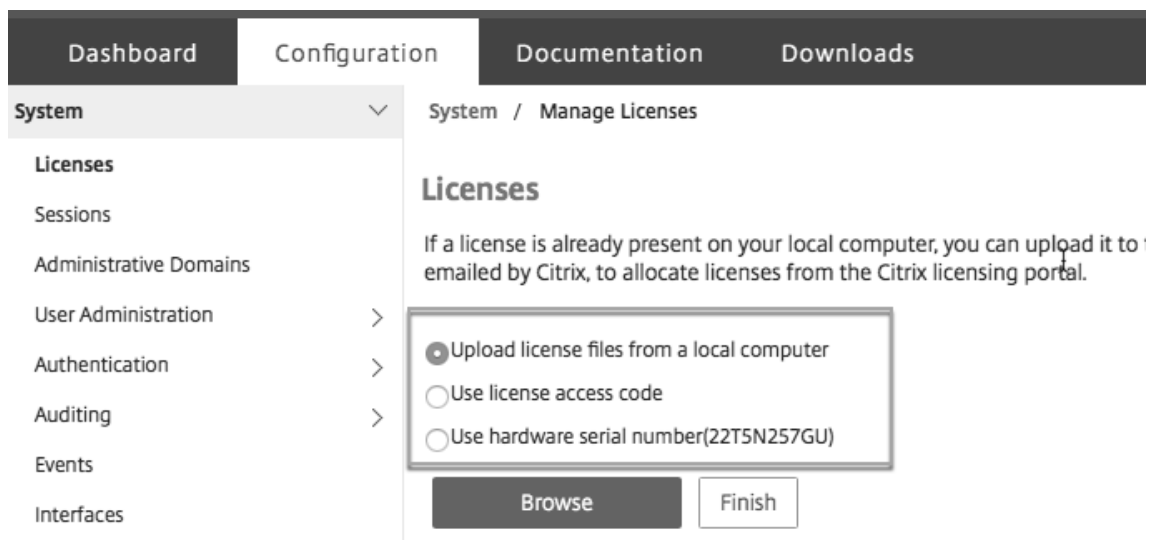 Dashboard Configuration Documentation Downloads
System
Licenses
Sessions
Administrative Domains
User Administration
Authentication
Auditing
Events
Interfaces
System / Manage Licenses
Licenses
If a license is already present on your local computer, you can upload it to
emailed by Citrix, to allocate licenses from the Citrix licensing portal.
Upload license files from a local computer
Use license access code
Use hardware serial number(22T5N257GU)
Browse Finish